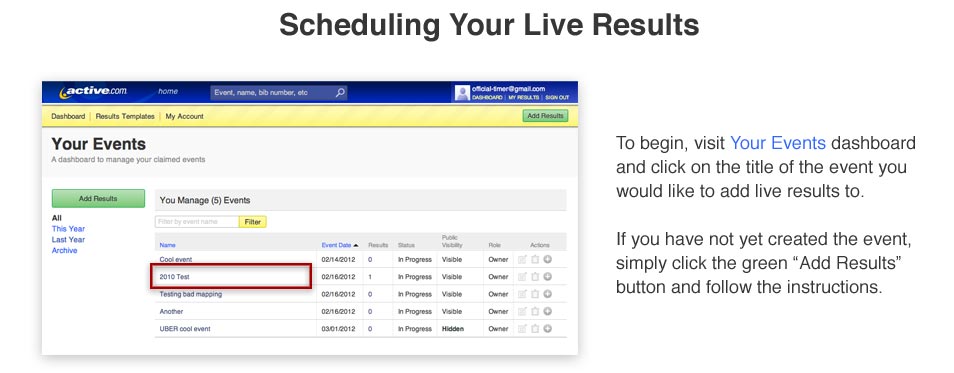 Scheduling Your Live Results
active.com
home
Event, name, bib number, etc
official-timer@gmail.com
DASHBOARD | MY RESULTS | SIGN OUT
Dashboard | Results Templates | My Account
Add Results
Your Events
A dashboard to manage your claimed events
Add Results
All
This Year
Last Year
Archive
You Manage (5) Events
Filter by event name
Filter
Name Event Date Results Status Public Visibility Role Actions
Cool event 02/14/2012 0 In Progress Visible Owner
2010 Test 02/16/2012 1 In Progress Visible Owner
Testing bad mapping 02/16/2012 0 In Progress Visible Owner
Another 02/16/2012 0 In Progress Visible Owner
UBER cool event 03/01/2012 0 In Progress Hidden Owner
To begin, visit Your Events dashboard
and click on the title of the event you
would like to add live results to.
If you have not yet created the event,
simply click the green “Add Results”
button and follow the instructions.